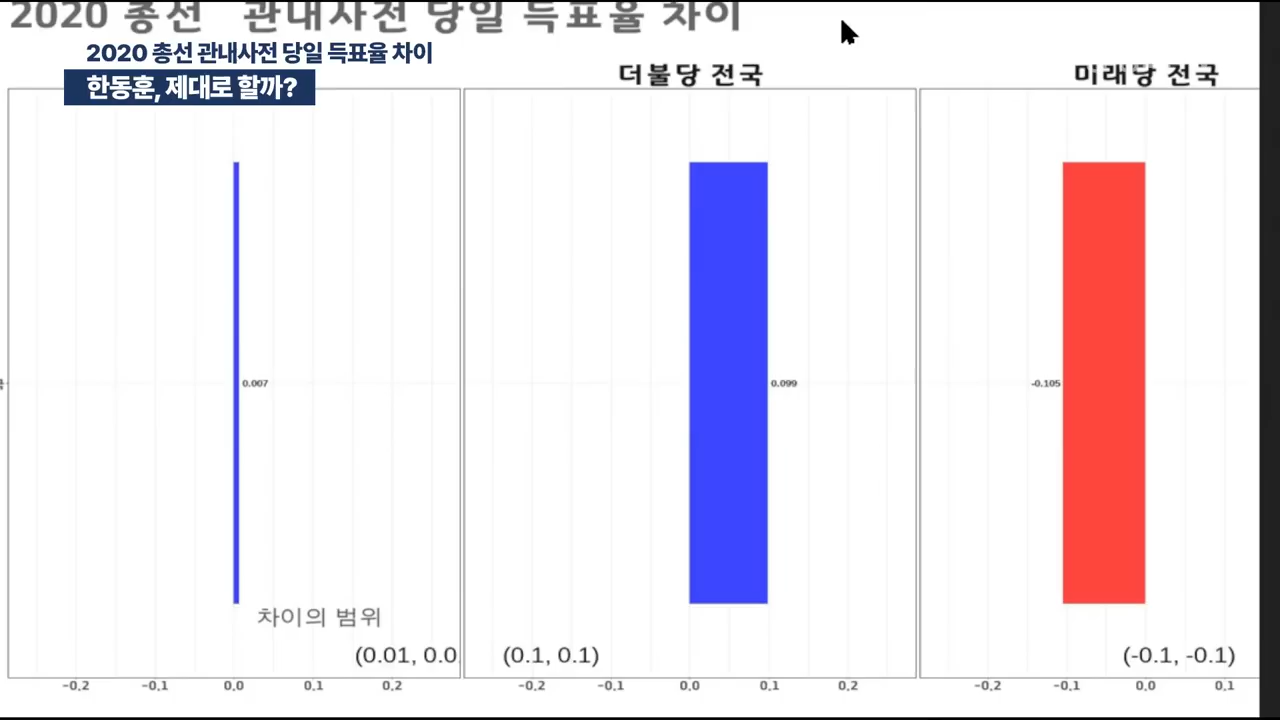 2020 총선 관내사전 당일 득표율 차이
2020 총선 관내사전 당일 득표율 차이
한동훈, 제대로 할까?
더불당 전국
미래당 전국
0.007
0.099
-0.105
차이의 범위
(0.01, 0.0
(0.1, 0.1)
(-0.1, -0.1)
-0.2 -0.1 0.0 0.1 0.2
-0.2 -0.1 0.0 0.1 0.2
-0.2 -0.1 0.0 0.1